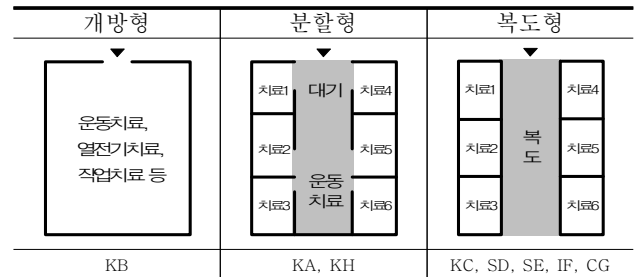 개방형 분할형 복도형
운동치료,
열전기치료,
직업치료 등
치료1 대기 치료4
치료2 치료5
운동
치료
치료3 치료6
치료1 치료4
치료2 복도 치료5
치료3 치료6
KB KA, KH KC, SD, SE, IF, CG